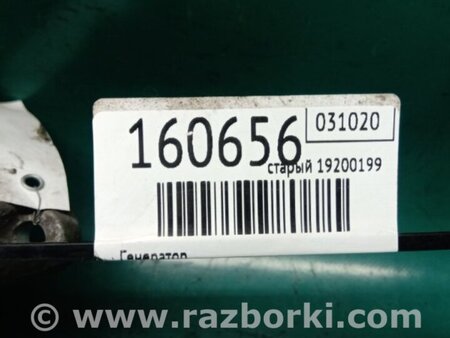 160656
031020
старый 19200199
Генератор
© www.razborki.com